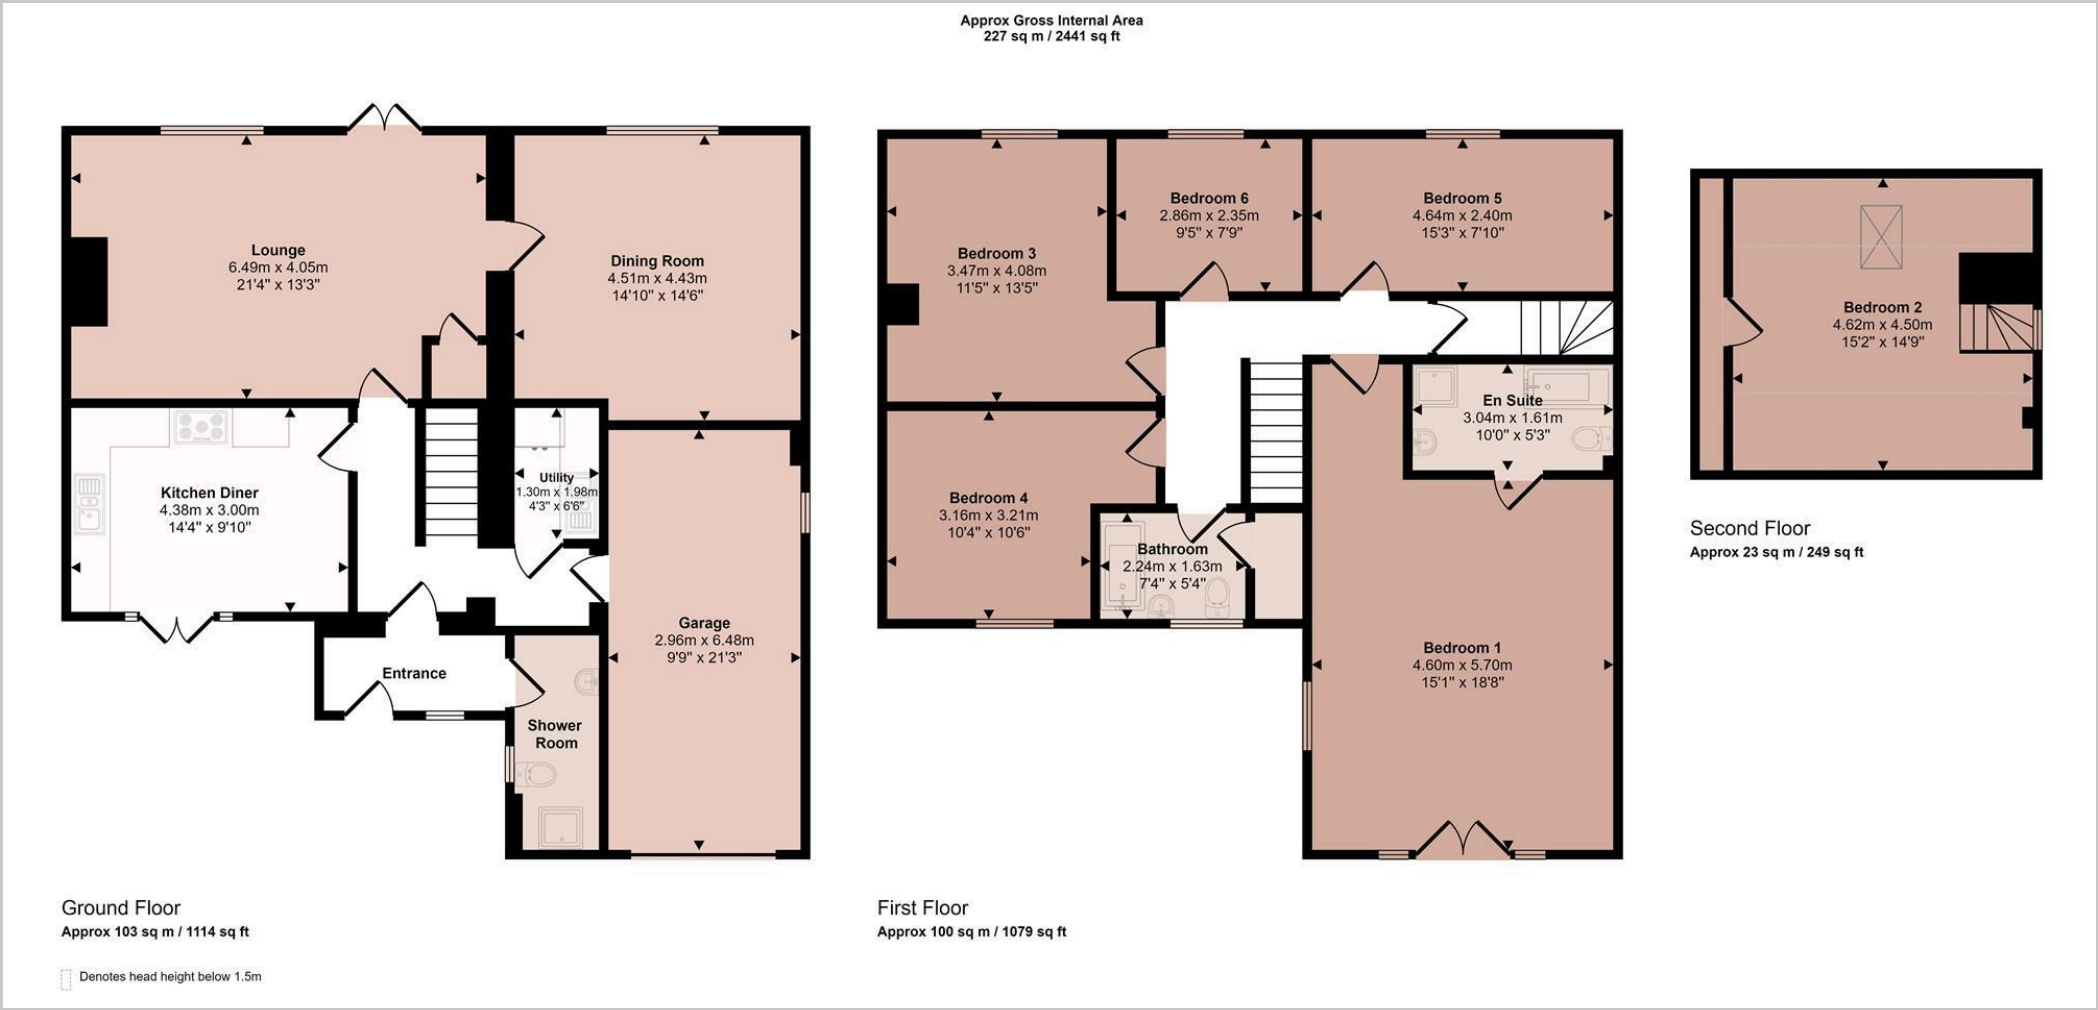 Approx Gross Internal Area
227 sq m / 2441 sq ft
Lounge
6.49m x 4.05m
21'4" x 13'3"
Dining Room
4.51m x 4.43m
14'10" x 14'6"
Kitchen Diner
4.38m x 3.00m
14'4" x 9'10"
Utility
1.30m x 1.98m
4'3" x 6'6"
Garage
2.96m x 6.48m
9'9" x 21'3"
Entrance
Shower
Room
Ground Floor
Approx 103 sq m / 1114 sq ft
Denotes head height below 1.5m
Bedroom 3
3.47m x 4.08m
11'5" x 13'5"
Bedroom 6
2.86m x 2.35m
9'5" x 7'9"
Bedroom 5
4.64m x 2.40m
15'3" x 7'10"
En Suite
3.04m x 1.61m
10'0" x 5'3"
Bedroom 4
3.16m x 3.21m
10'4" x 10'6"
Bathroom
2.24m x 1.63m
7'4" x 5'4"
Bedroom 1
4.60m x 5.70m
15'1" x 18'8"
First Floor
Approx 100 sq m / 1079 sq ft
Bedroom 2
4.62m x 4.50m
15'2" x 14'9"
Second Floor
Approx 23 sq m / 249 sq ft